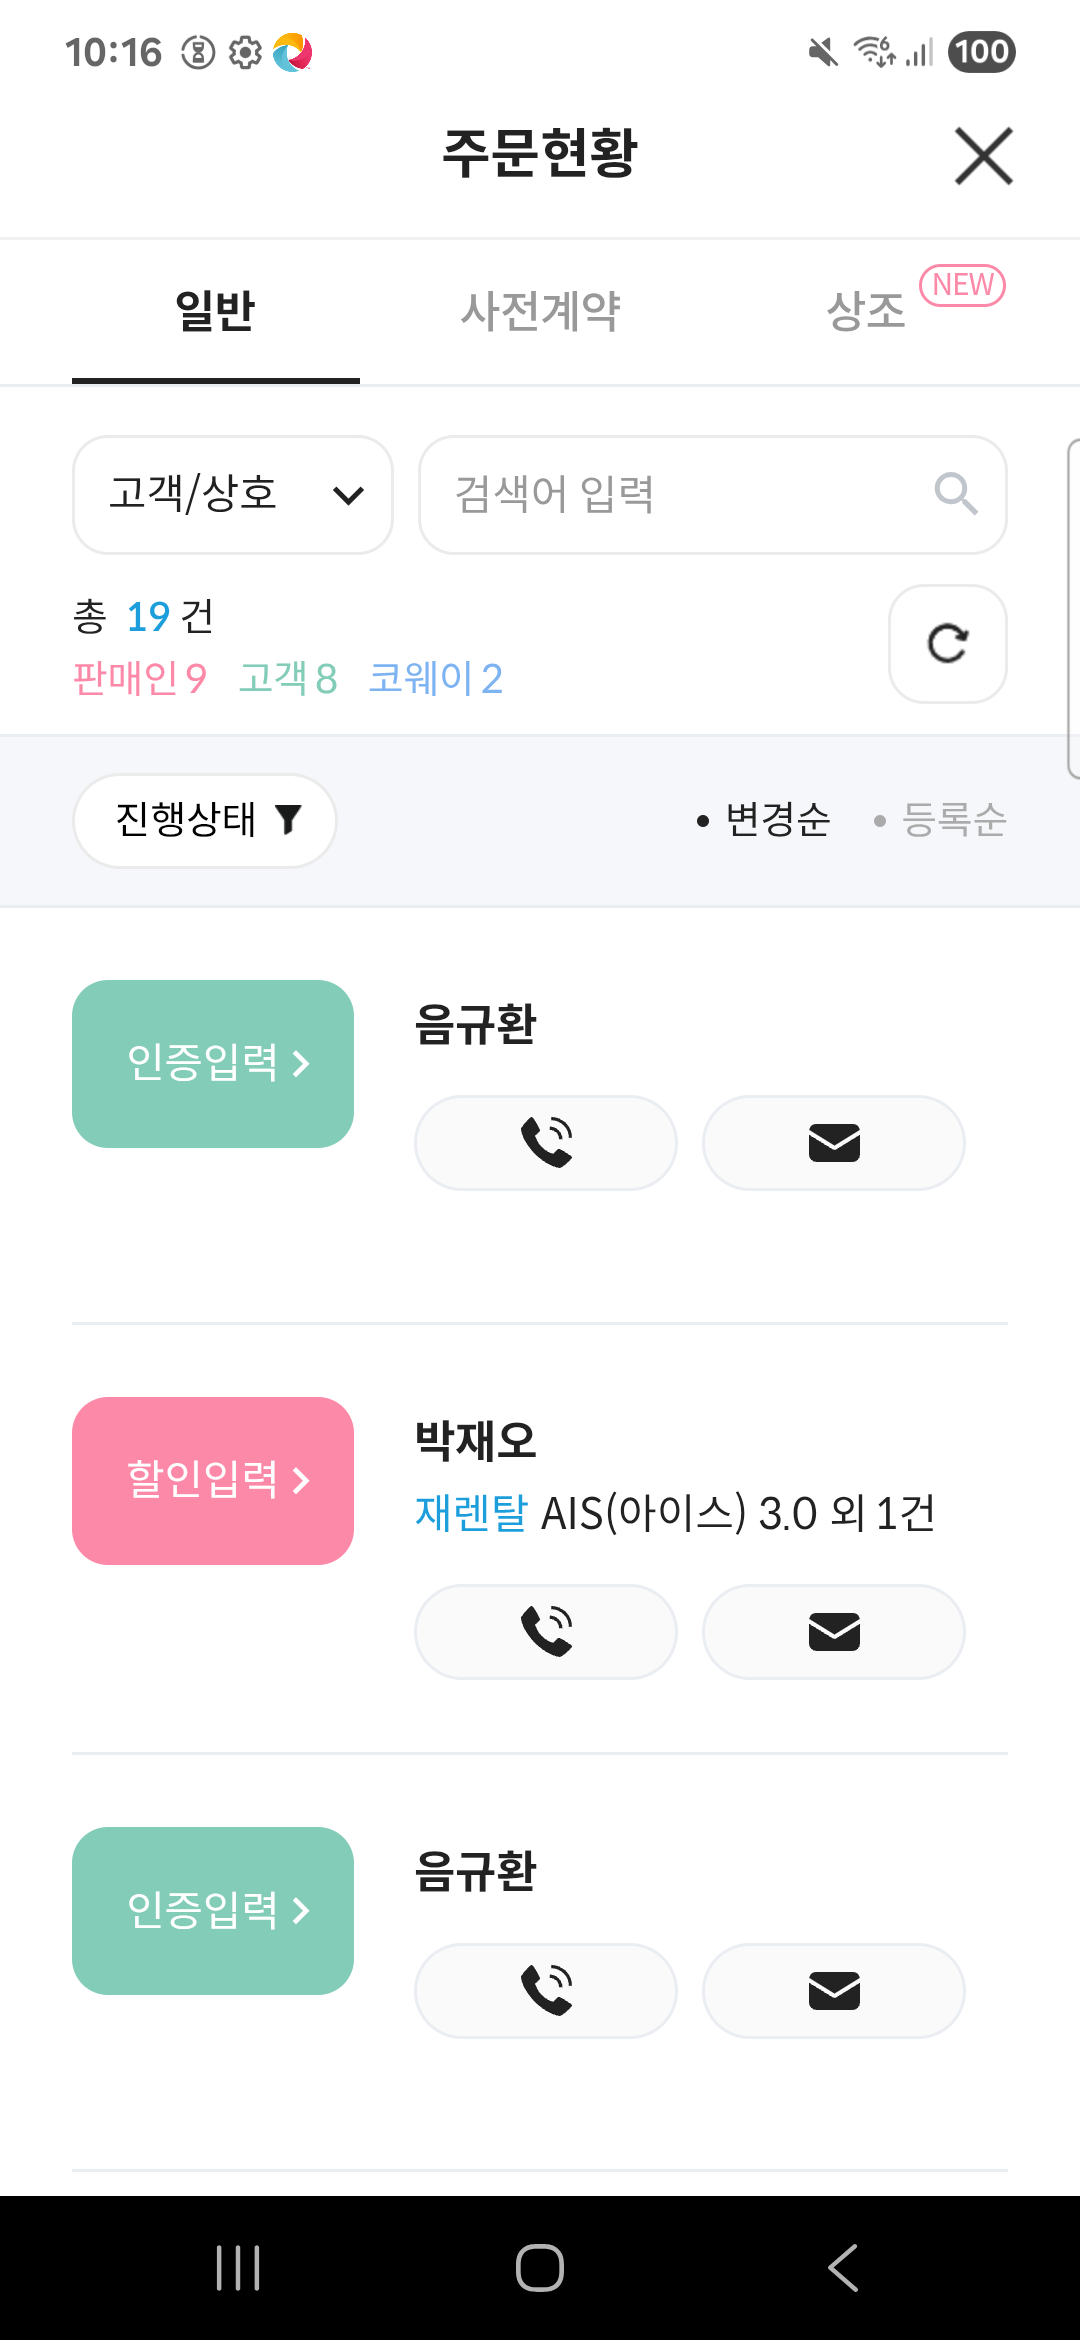 10:16
6
100
주문현황
일반 사전계약 상조 NEW
고객/상호 검색어 입력
총 19 건
판매인 9 고객 8 코웨이 2
진행상태 • 변경순 • 등록순
인증입력
음규환
할인입력
박재오
재렌탈 AIS(아이스) 3.0 외 1건
인증입력
음규환